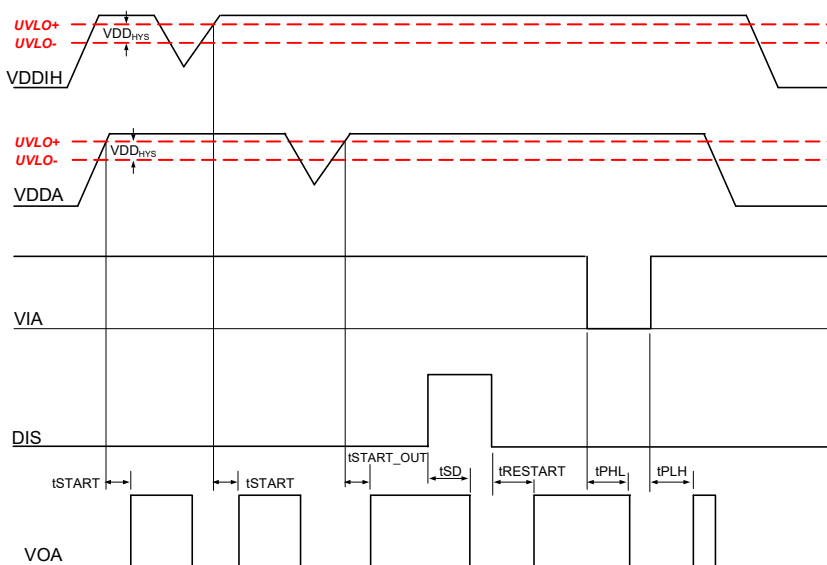 UVLO+
VDDHYS
UVLO-
VDDIH
UVLO+
VDDHYS
UVLO-
VDDA
VIA
DIS
tSTART
tSTART
tSTART_OUT
tSD
tRESTART
tPHL
tPLH
VOA